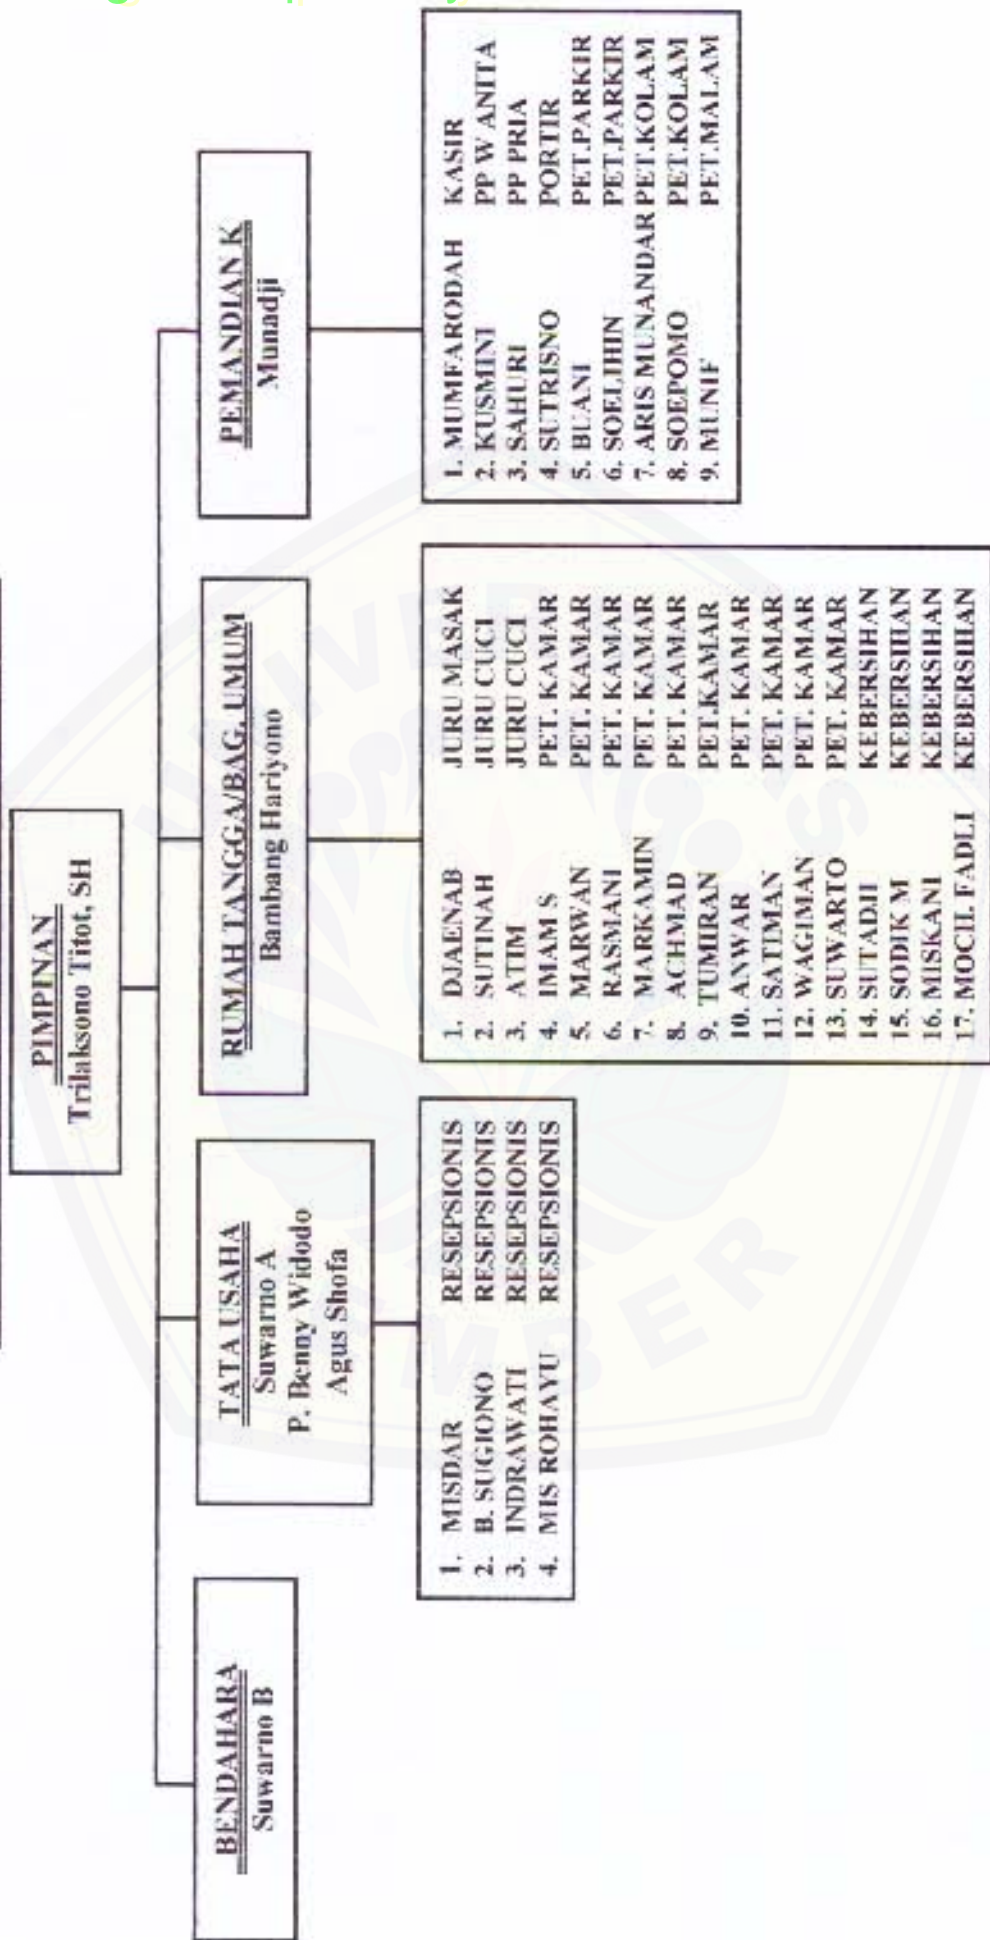 PIMPINAN
Trilaksono Titot, SH
BENDAHARA
Suwarno B
TATA USAHA
Suwarno A
P. Benny Widodo
Agus Shofa
RUMAH TANGGA/BAG. UMUM
Bambang Hariyono
PEMANDIAN K
Munadji
1. MISDAR RESEPSIONIS
2. B. SUGIONO RESEPSIONIS
3. INDRAWATI RESEPSIONIS
4. MIS ROHAYU RESEPSIONIS
1. DJAENAB JURU MASAK
2. SUTINAH JURU CUCI
3. ATIM JURU CUCI
4. IMAM S PET. KAMAR
5. MARWAN PET. KAMAR
6. RASMANI PET. KAMAR
7. MARKAMIN PET. KAMAR
8. ACHMAD PET. KAMAR
9. TUMIRAN PET.KAMAR
10. ANWAR PET. KAMAR
11. SATIMAN PET. KAMAR
12. WAGIMAN PET. KAMAR
13. SUWARTO PET. KAMAR
14. SUTADJI KEBERSIHAN
15. SODIK M KEBERSIHAN
16. MISKANI KEBERSIHAN
17. MOCH. FADLI KEBERSIHAN
1. MUMFARODAH KASIR
2. KUSMINI PP W ANITA
3. SAHURI PP PRIA
4. SUTRISNO PORTIR
5. BUANI PET.PARKIR
6. SOELIHIN PET.PARKIR
7. ARIS MUNANDAR PET.KOLAM
8. SOEPOMO PET.KOLAM
9. MUNIF PET.MALAM